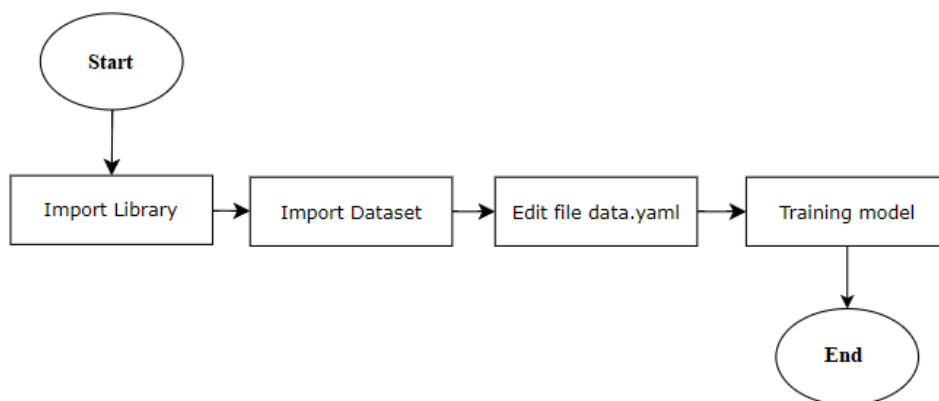 Start
Import Library
Import Dataset
Edit file data.yaml
Training model
End